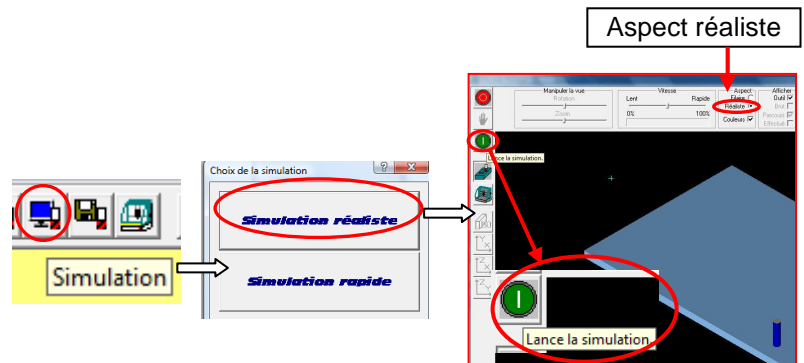 Aspect réaliste
Manipuler la vue
Rotation
Zoom
Vitesse
Lent
Rapide
0%
100%
Aspect
Filaire
Réaliste
Couleurs
Afficher
Outil
Brut
Parcours
Effectué
Lance la simulation.
Choix de la simulation
Simulation réaliste
Simulation rapide
Simulation
Lance la simulation.